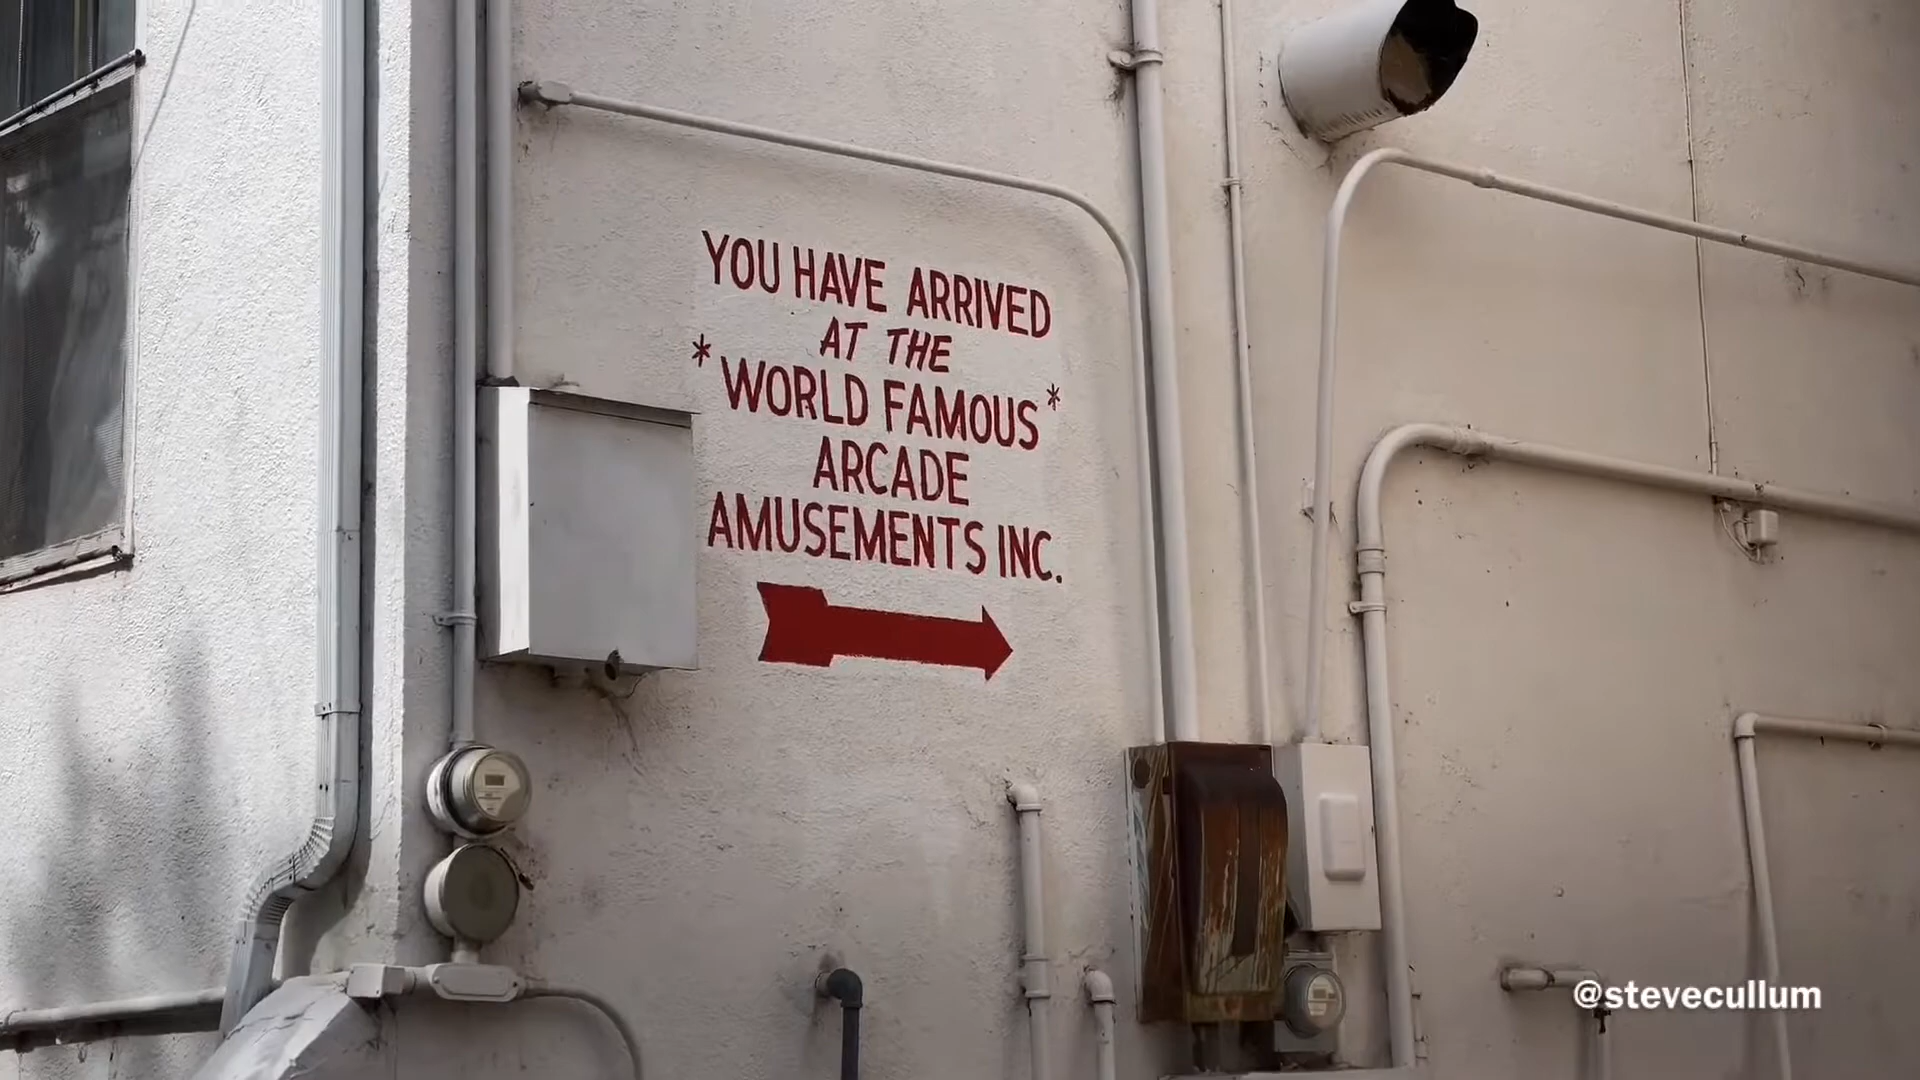 YOU HAVE ARRIVED
AT THE
*WORLD FAMOUS*
ARCADE
AMUSEMENTS INC.
@stevecullum